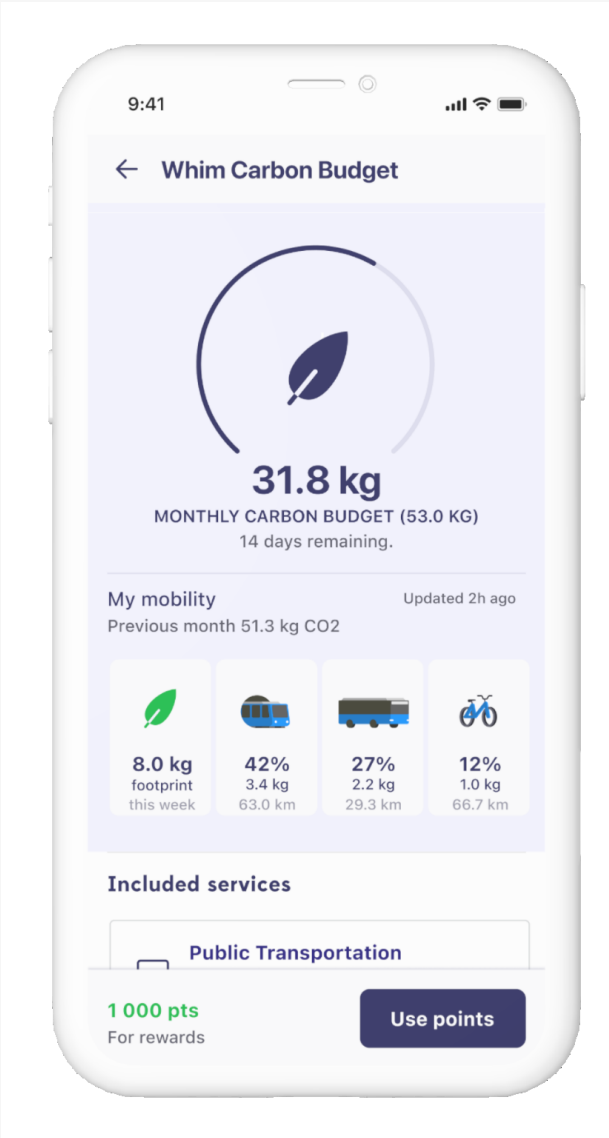 9:41
Whim Carbon Budget
31.8 kg
MONTHLY CARBON BUDGET (53.0 KG)
14 days remaining.
My mobility
Updated 2h ago
Previous month 51.3 kg CO2
8.0 kg
footprint
this week
42%
3.4 kg
63.0 km
27%
2.2 kg
29.3 km
12%
1.0 kg
66.7 km
Included services
Public Transportation
1 000 pts
For rewards
Use points